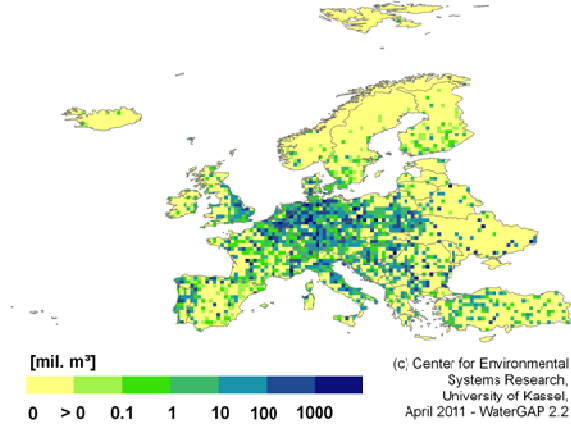 [mil. m³]
0 > 0 0.1 1 10 100 1000
(c) Center for Environmental
Systems Research,
University of Kassel,
April 2011 - WaterGAP 2.2